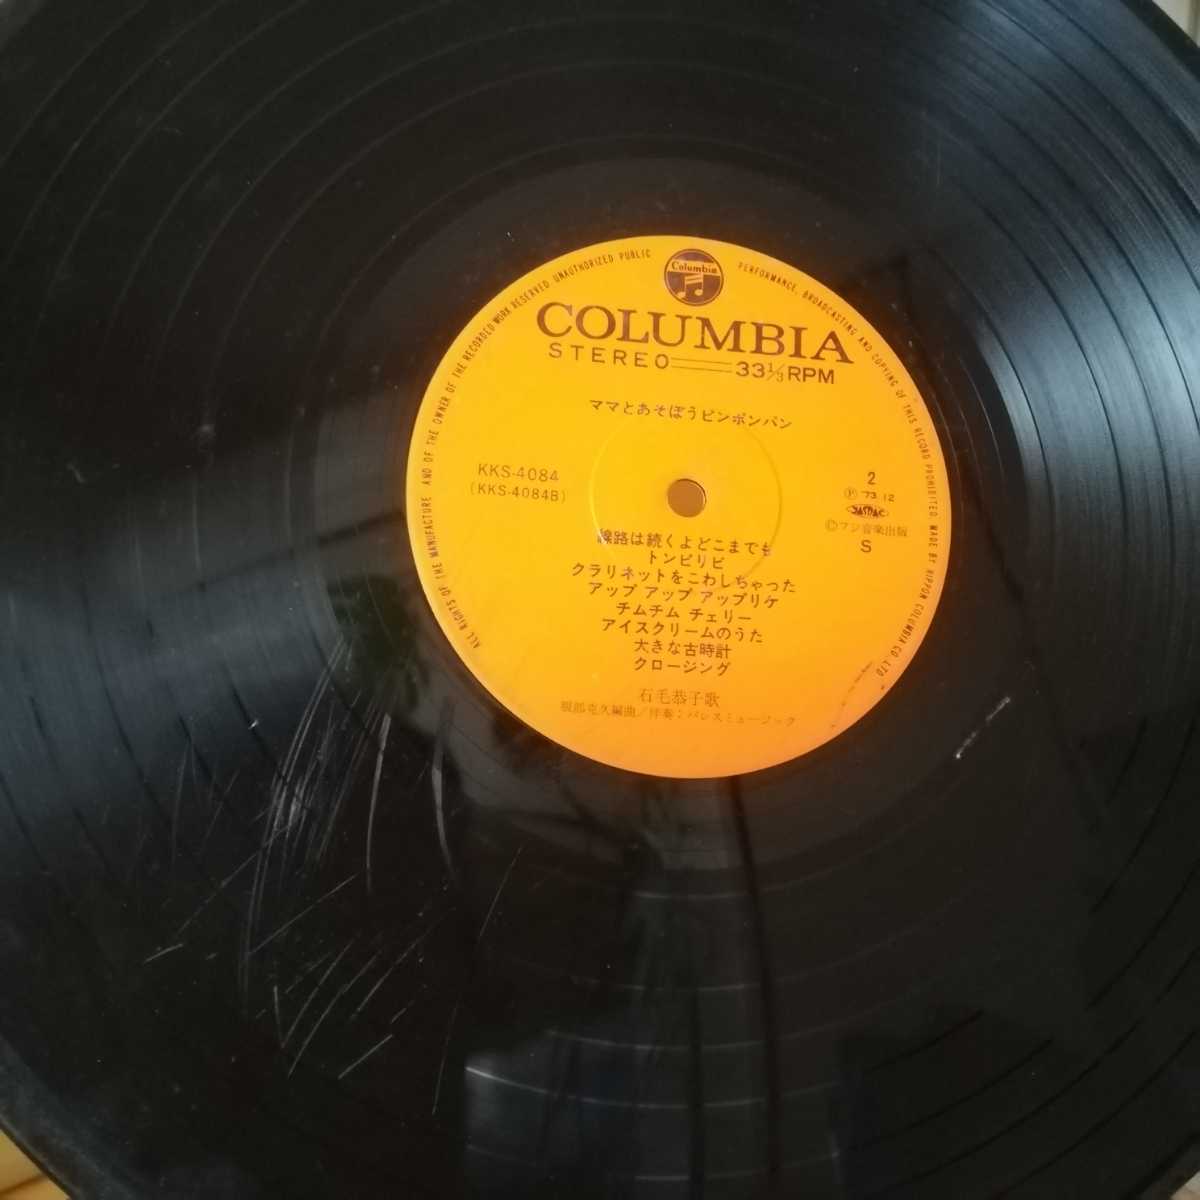 ALL RIGHTS OF THE MANUFACTURE AND OF THE OWNER OF THE RECORDED WORK RESERVED UNAUTHORIZED PUBLIC PERFORMANCE, BROADCASTING AND COPYING OF THIS RECORD PROHIBITED MADE BY NIPPON COLUMBIA CO., LTD
Columbia
COLUMBIA
STEREO 33⅓ RPM
ママとあそぼうピンポンパン
KKS-4084
(KKS-4084B)
2
Ⓟ '73.12
JASRAC
Ⓒフジ音楽出版
S
線路は続くよどこまでも
トンピリピ
クラリネットをこわしちゃった
アップ アップ アップリケ
チムチム チェリー
アイスクリームのうた
大きな古時計
クロージング
石毛恭子歌
服部克久編曲/伴奏:パレスミュージック